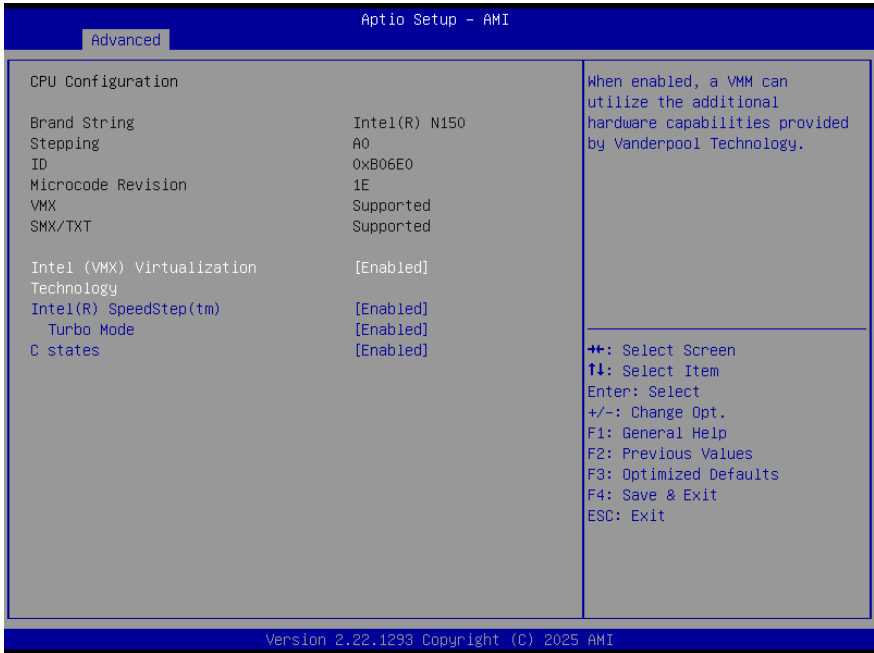 Aptio Setup – AMI
Advanced
CPU Configuration
Brand String Intel(R) N150
Stepping A0
ID 0xB06E0
Microcode Revision 1E
VMX Supported
SMX/TXT Supported
Intel (VMX) Virtualization [Enabled]
Technology
Intel(R) SpeedStep(tm) [Enabled]
Turbo Mode [Enabled]
C states [Enabled]
When enabled, a VMM can
utilize the additional
hardware capabilities provided
by Vanderpool Technology.
→←: Select Screen
↑↓: Select Item
Enter: Select
+/-: Change Opt.
F1: General Help
F2: Previous Values
F3: Optimized Defaults
F4: Save & Exit
ESC: Exit
Version 2.22.1293 Copyright (C) 2025 AMI